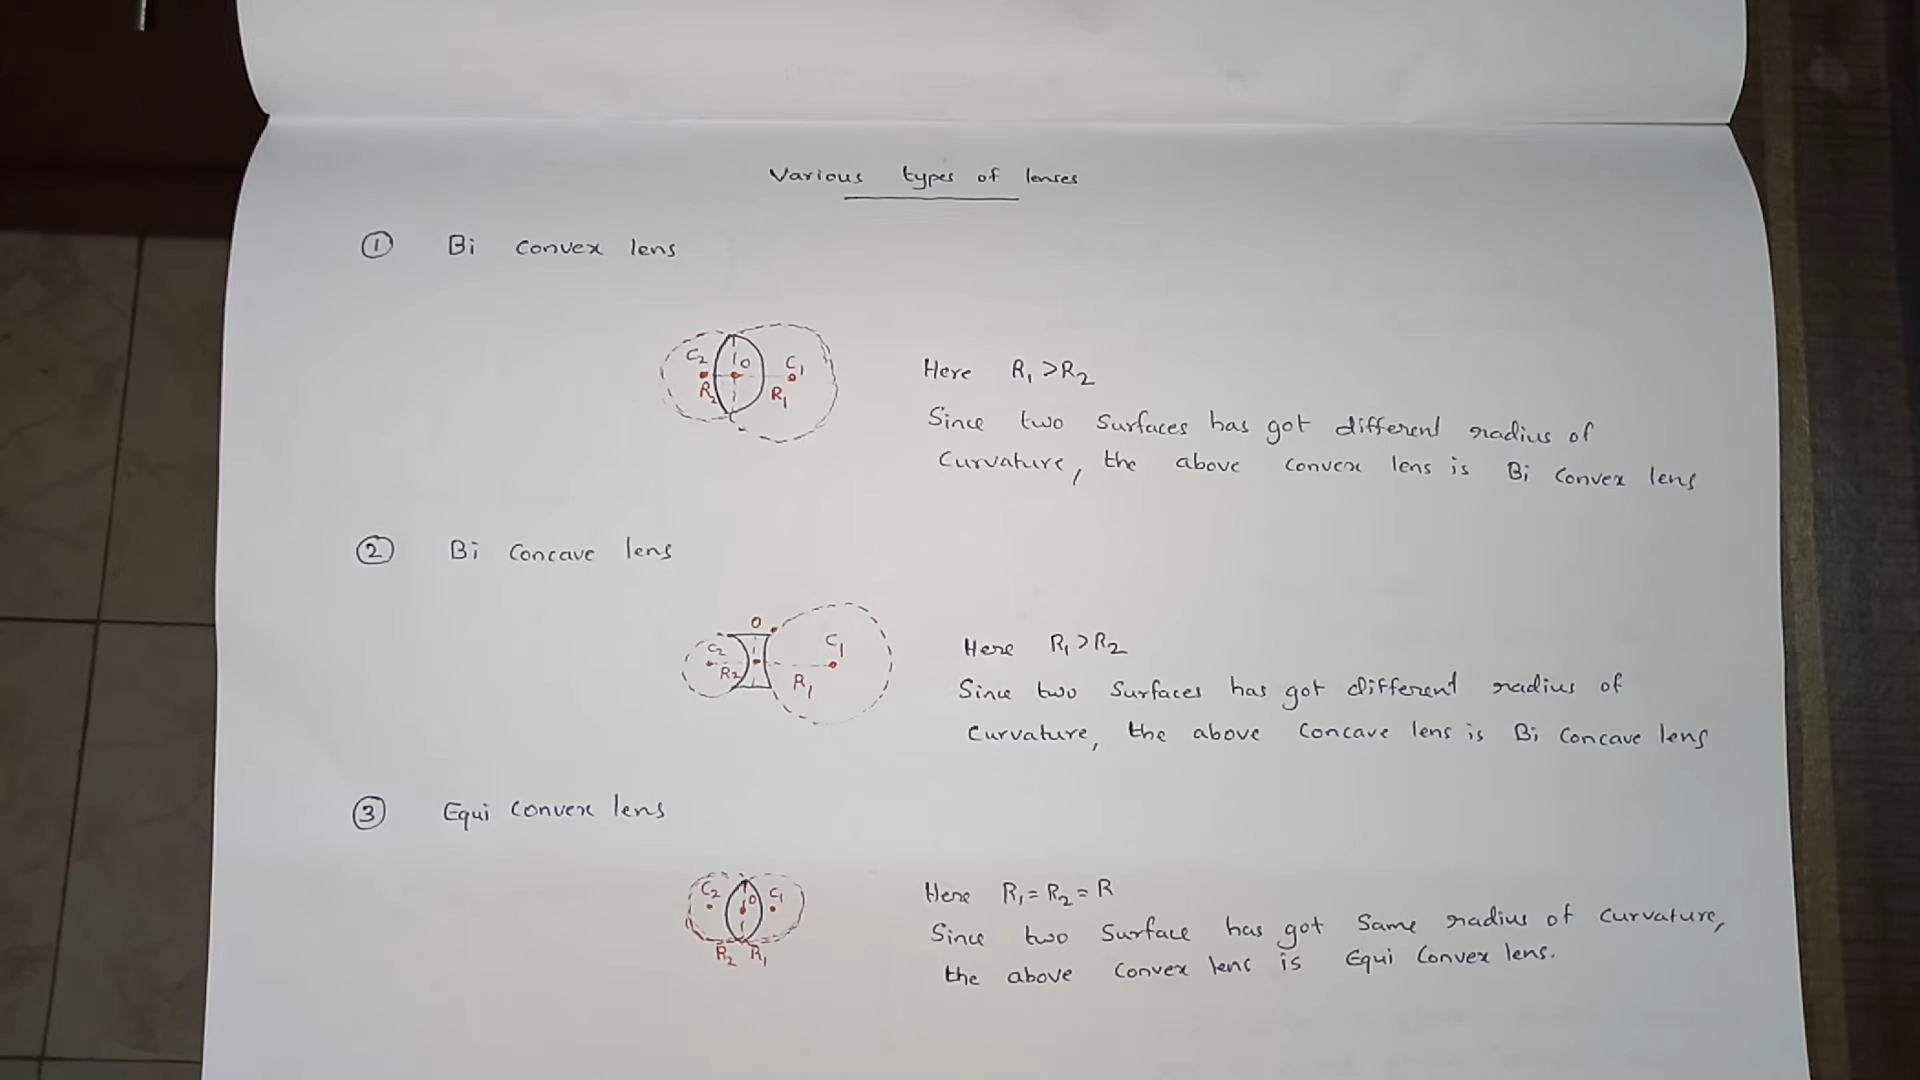 Various types of lenses
① Bi convex lens
C2 O C1
R2 R1
Here R1 >R2
Since two surfaces has got different radius of
curvature, the above convex lens is Bi convex lens
② Bi concave lens
O
C2 C1
R2 R1
Here R1 >R2
Since two surfaces has got different radius of
curvature, the above concave lens is Bi concave lens
③ Equi convex lens
C2 O C1
R2 R1
Here R1 = R2 = R
Since two surface has got same radius of curvature,
the above convex lens is Equi convex lens.